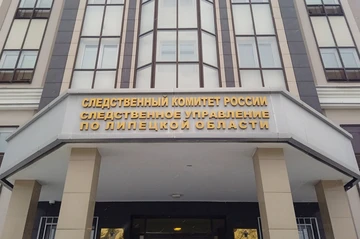 СЛЕДСТВЕННЫЙ КОМИТЕТ РОССИИ
СЛЕДСТВЕННОЕ УПРАВЛЕНИЕ
ПО ЛИПЕЦКОЙ ОБЛАСТИ